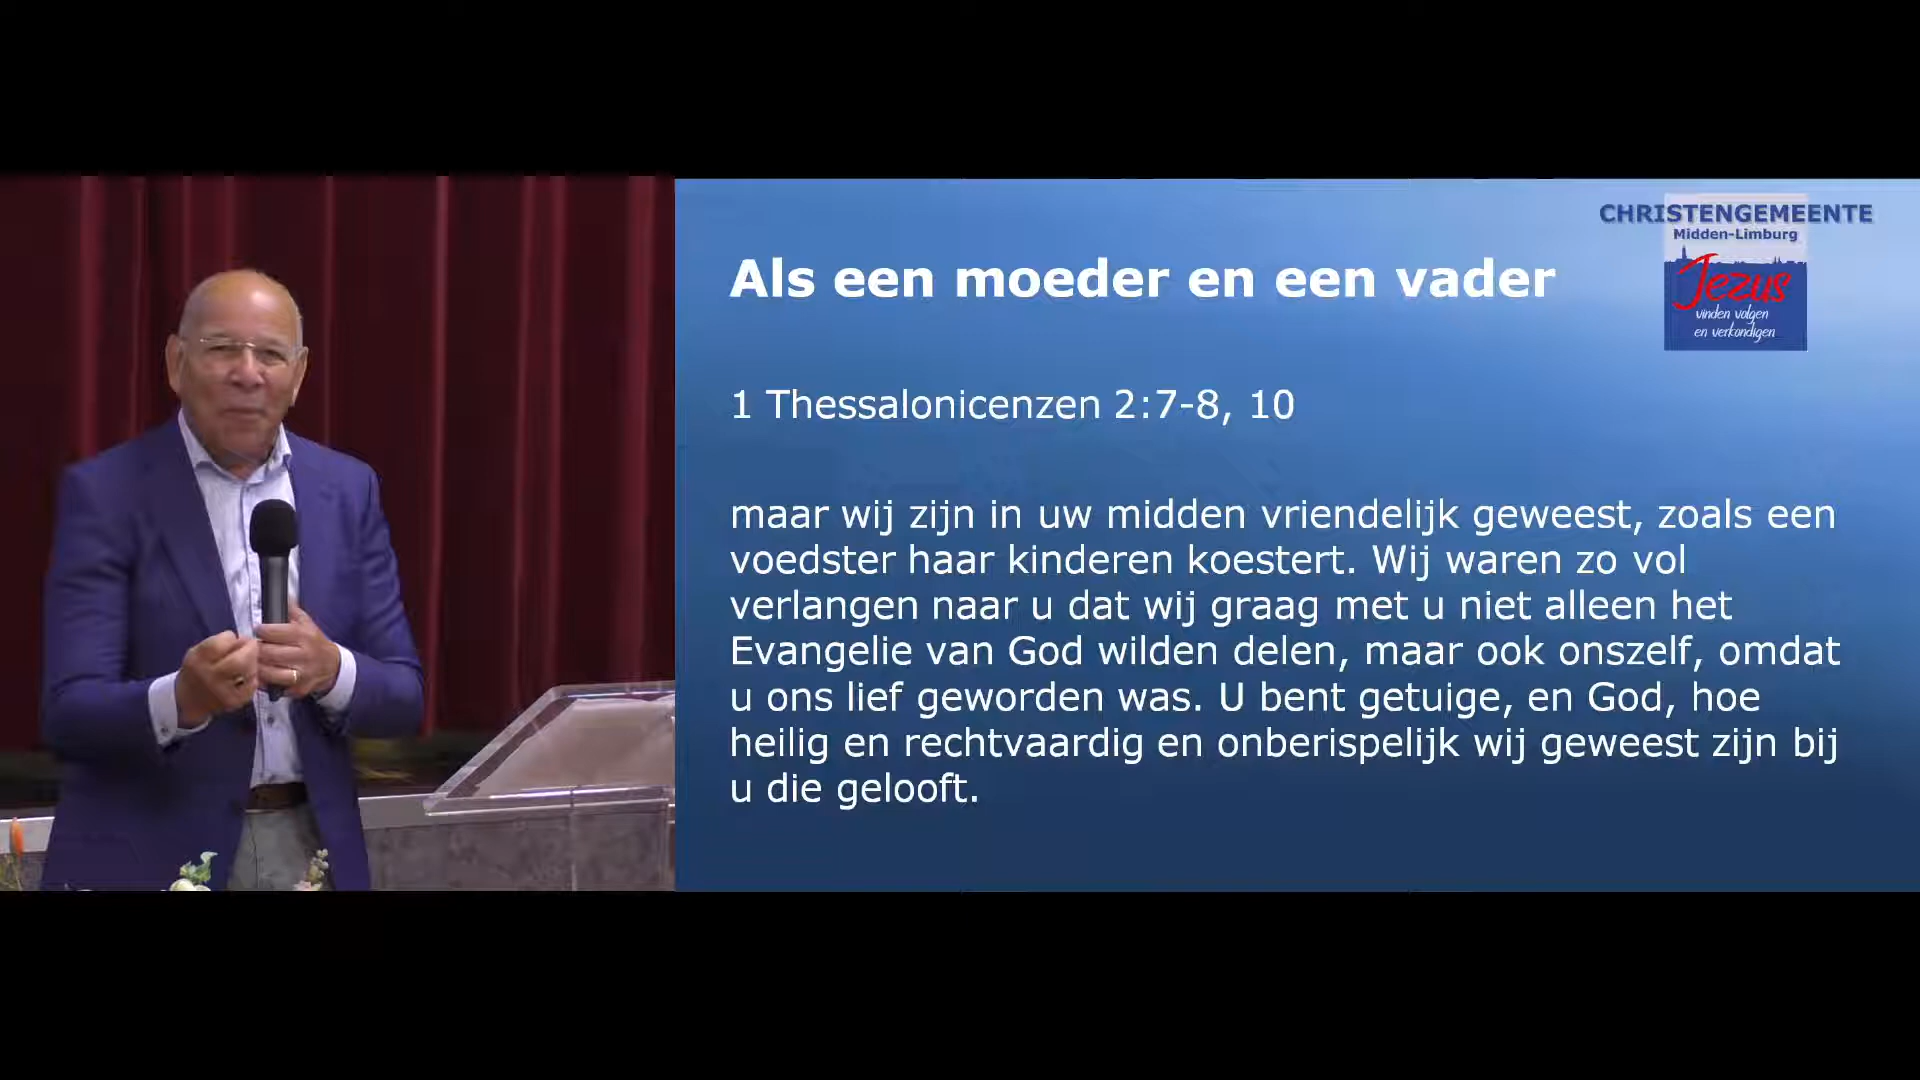 CHRISTENGEMEENTE
Midden-Limburg
Jezus
vinden volgen
en verkondigen
Als een moeder en een vader
1 Thessalonicenzen 2:7-8, 10
maar wij zijn in uw midden vriendelijk geweest, zoals een
voedster haar kinderen koestert. Wij waren zo vol
verlangen naar u dat wij graag met u niet alleen het
Evangelie van God wilden delen, maar ook onszelf, omdat
u ons lief geworden was. U bent getuige, en God, hoe
heilig en rechtvaardig en onberispelijk wij geweest zijn bij
u die gelooft.